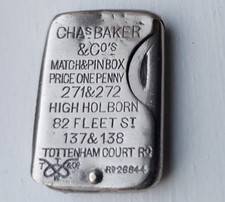 CHAS BAKER
& CO'S
MATCH & PIN BOX
PRICE ONE PENNY
271 & 272
HIGH HOLBORN
82 FLEET ST
137 & 138
TOTTENHAM COURT RD
RD 26844